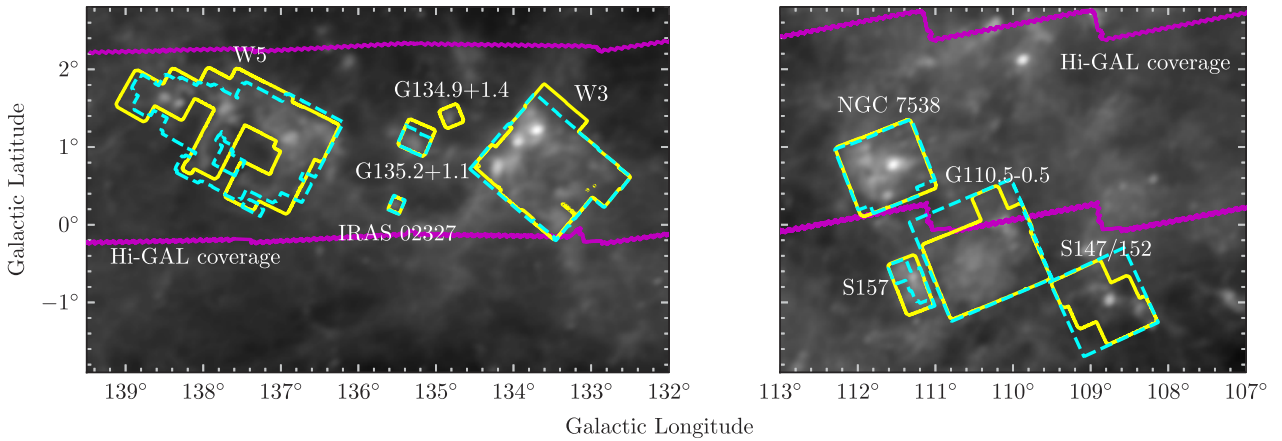 W5
G134.9+1.4
W3
G135.2+1.1
IRAS 02327
Hi-GAL coverage
2°
1°
0°
−1°
139°
138°
137°
136°
135°
134°
133°
132°
Galactic Latitude
Hi-GAL coverage
NGC 7538
G110.5-0.5
S147/152
S157
113°
112°
111°
110°
109°
108°
107°
Galactic Longitude